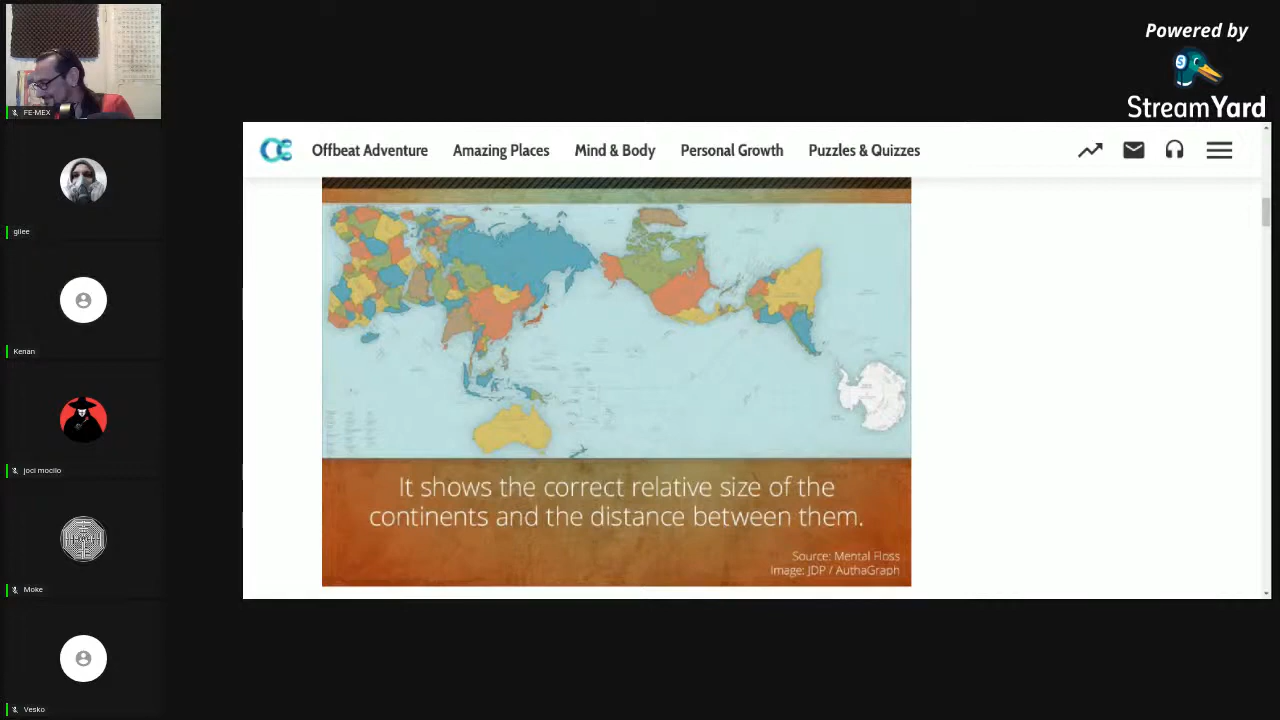 Powered by
StreamYard
FE-MEX
gilee
Kenan
joci mocilo
Moke
Vesko
Offbeat Adventure
Amazing Places
Mind & Body
Personal Growth
Puzzles & Quizzes
It shows the correct relative size of the
continents and the distance between them.
Source: Mental Floss
Image: JDP / AuthaGraph